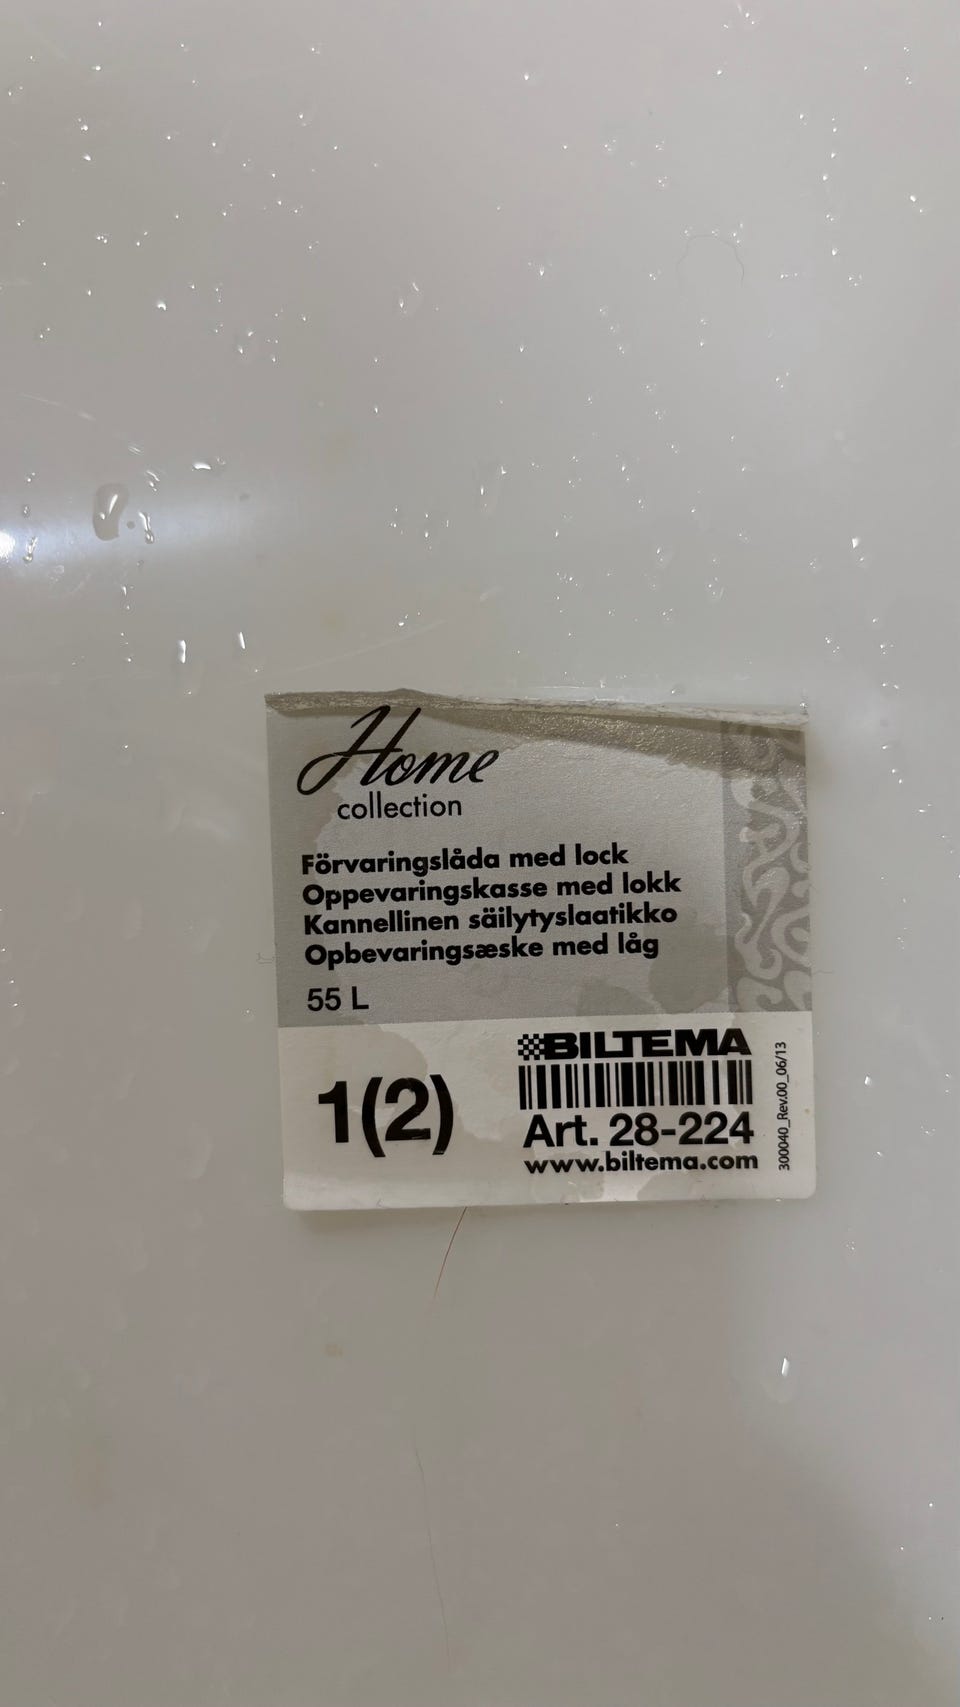 Home
collection
Förvaringslåda med lock
Oppevaringskasse med lokk
Kannellinen säilytyslaatikko
Opbevaringsæske med låg
55 L
1(2)
BILTEMA
Art. 28-224
www.biltema.com
300040_Rev.00_06/13